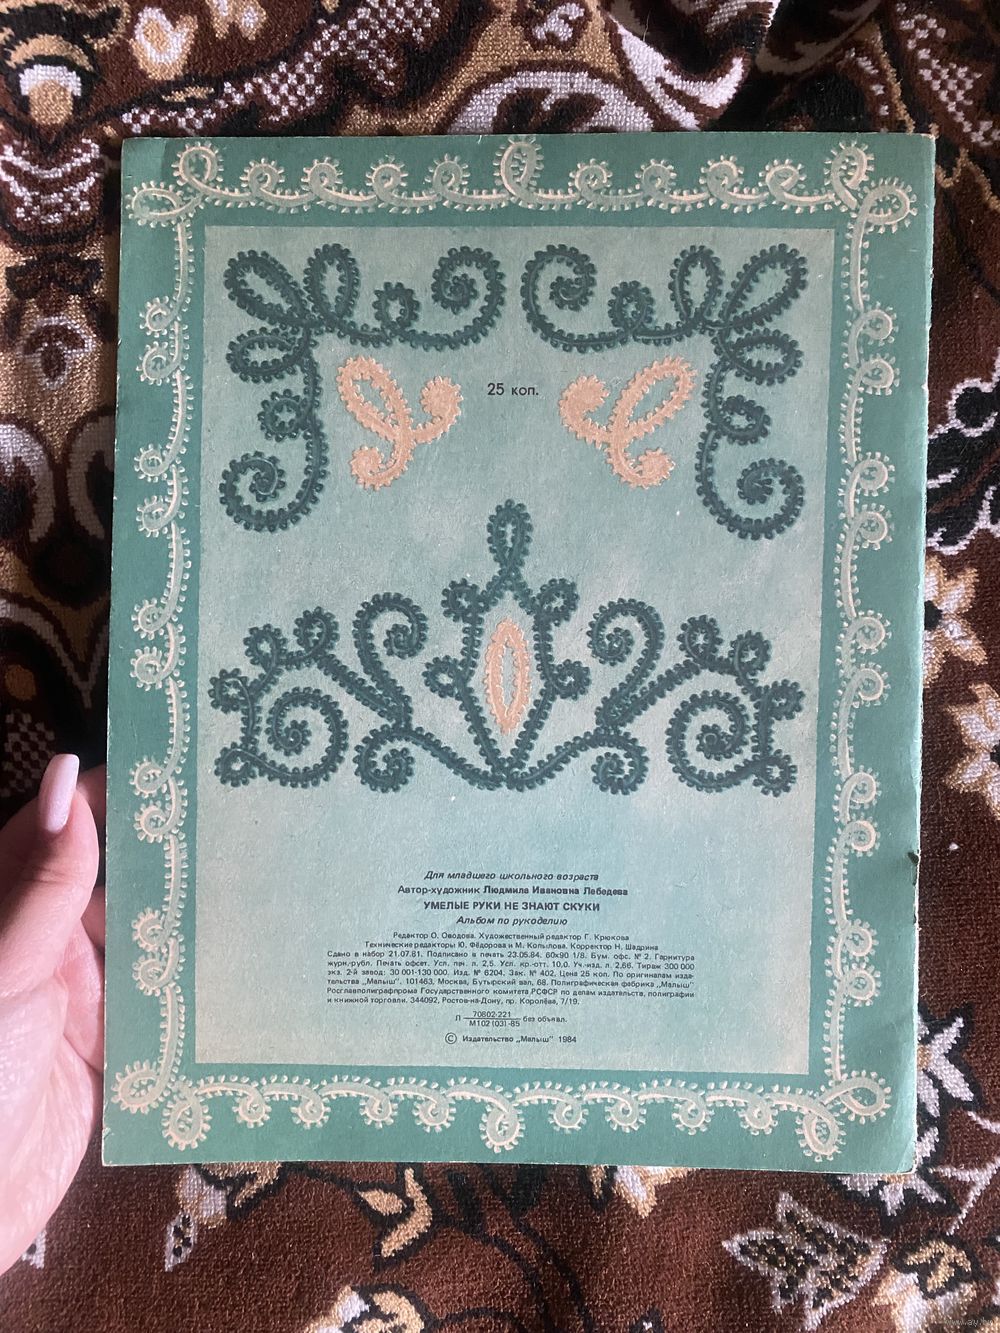 25 коп.
Для младшего школьного возраста
Автор-художник Людмила Ивановна Лебедева
УМЕЛЫЕ РУКИ НЕ ЗНАЮТ СКУКИ
Альбом по рукоделию
Редактор О. Оводова. Художественный редактор Г. Крюкова
Технические редакторы Ю. Фёдорова и М. Копылова. Корректор Н. Шадрина
Сдано в набор 21.07.81. Подписано в печать 23.05.84. 60х90 1/8. Бум. офс. № 2. Гарнитура
журн.-рубл. Печать офсет. Усл. печ. л. 2,5. Усл. кр.-отт. 10,0. Уч.-изд. л. 2,66. Тираж 300 000
экз. 2-й завод: 30 001-130 000. Изд. № 6204. Зак. № 402. Цена 25 коп. По оригиналам изда-
тельства „Малыш". 101463, Москва, Бутырский вал, 68. Полиграфическая фабрика „Малыш"
Росглавполиграфпрома Государственного комитета РСФСР по делам издательств, полиграфии
и книжной торговли. 344092, Ростов-на-Дону, пр. Королёва, 7/19.
Л 70802-221
М102 (03)-85 без объявл.
© Издательство „Малыш" 1984